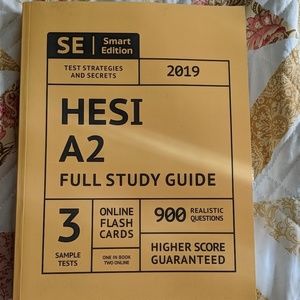 SE | Smart Edition
TEST STRATEGIES AND SECRETS
2019
HESI
A2
FULL STUDY GUIDE
3
SAMPLE
TESTS
ONLINE
FLASH
CARDS
ONE IN BOOK
TWO ONLINE
900 REALISTIC QUESTIONS
HIGHER SCORE
GUARANTEED